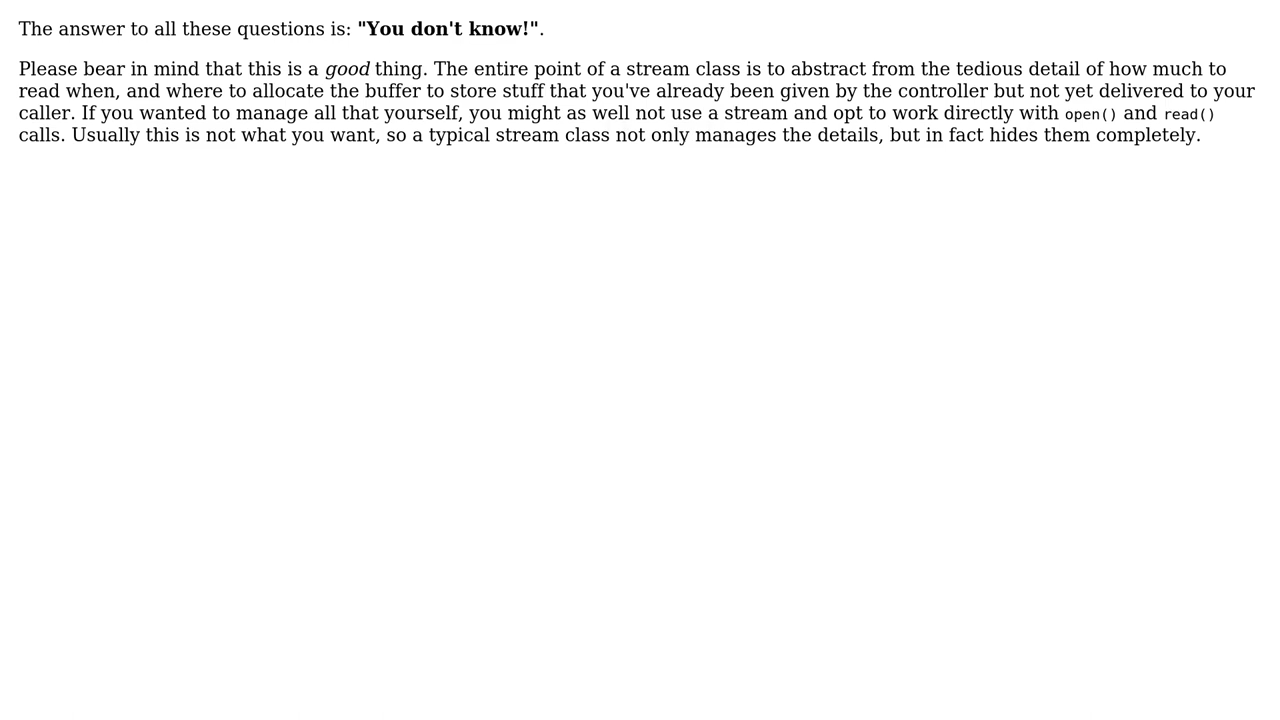 The answer to all these questions is: "You don't know!".
Please bear in mind that this is a good thing. The entire point of a stream class is to abstract from the tedious detail of how much to
read when, and where to allocate the buffer to store stuff that you've already been given by the controller but not yet delivered to your
caller. If you wanted to manage all that yourself, you might as well not use a stream and opt to work directly with open() and read()
calls. Usually this is not what you want, so a typical stream class not only manages the details, but in fact hides them completely.